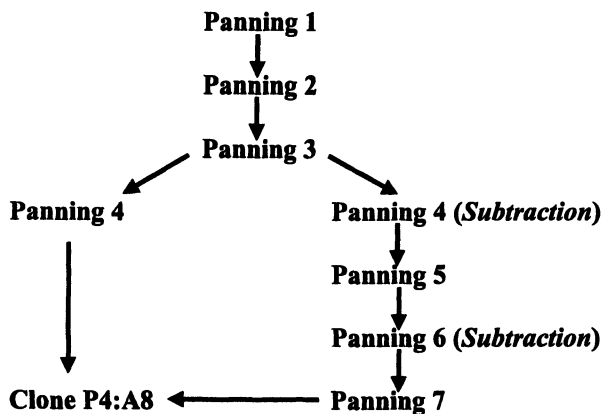 Panning 1
Panning 2
Panning 3
Panning 4
Panning 4 (Subtraction)
Panning 5
Panning 6 (Subtraction)
Clone P4:A8
Panning 7